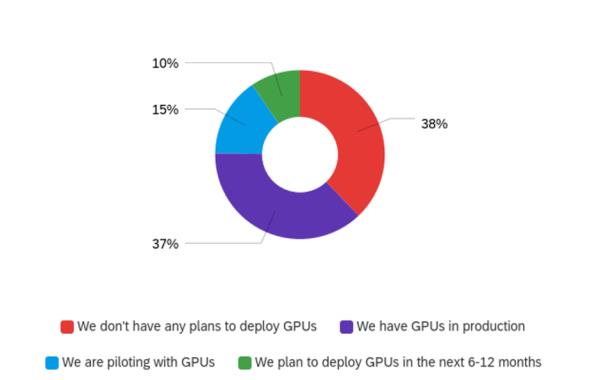 10%
15%
38%
37%
We don't have any plans to deploy GPUs
We have GPUs in production
We are piloting with GPUs
We plan to deploy GPUs in the next 6-12 months